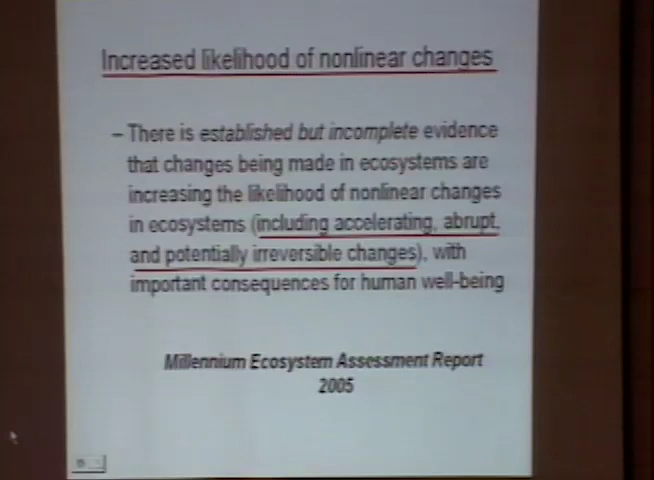 Increased likelihood of nonlinear changes
– There is established but incomplete evidence
that changes being made in ecosystems are
increasing the likelihood of nonlinear changes
in ecosystems (including accelerating, abrupt,
and potentially irreversible changes), with
important consequences for human well-being
Millennium Ecosystem Assessment Report
2005